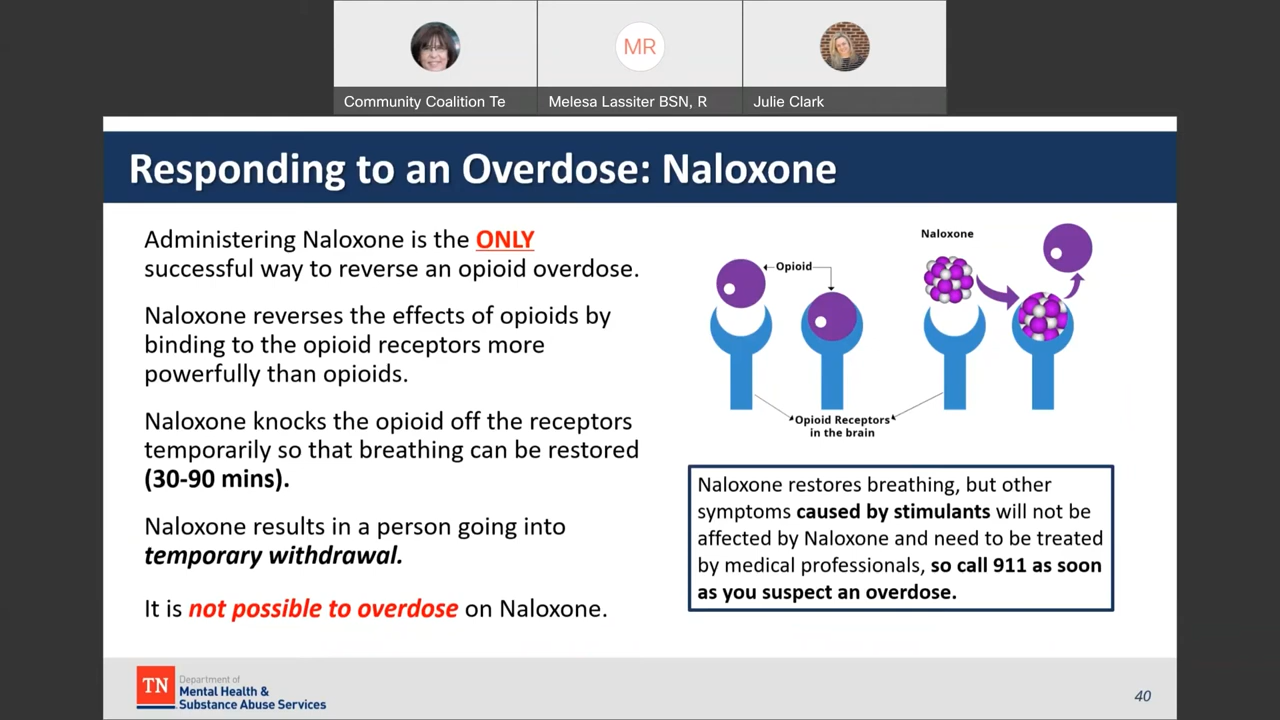 MR
Community Coalition Te
Melesa Lassiter BSN, R
Julie Clark
Responding to an Overdose: Naloxone
Administering Naloxone is the ONLY
successful way to reverse an opioid overdose.
Naloxone reverses the effects of opioids by
binding to the opioid receptors more
powerfully than opioids.
Naloxone knocks the opioid off the receptors
temporarily so that breathing can be restored
(30-90 mins).
Naloxone results in a person going into
temporary withdrawal.
It is not possible to overdose on Naloxone.
Opioid
Naloxone
Opioid Receptors
in the brain
Naloxone restores breathing, but other
symptoms caused by stimulants will not be
affected by Naloxone and need to be treated
by medical professionals, so call 911 as soon
as you suspect an overdose.
TN
Department of
Mental Health &
Substance Abuse Services
40